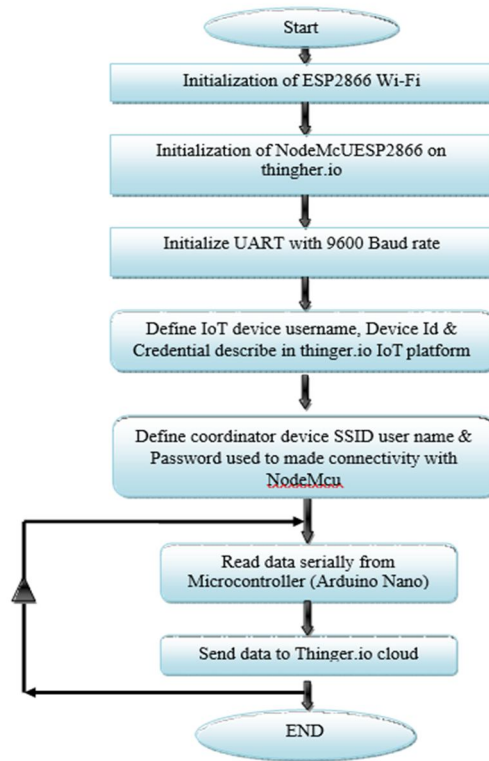 Start
Initialization of ESP2866 Wi-Fi
Initialization of NodeMcUESP2866 on
thingher.io
Initialize UART with 9600 Baud rate
Define IoT device username, Device Id &
Credential describe in thinger.io IoT platform
Define coordinator device SSID user name &
Password used to made connectivity with
NodeMcu
Read data serially from
Microcontroller (Arduino Nano)
Send data to Thinger.io cloud
END